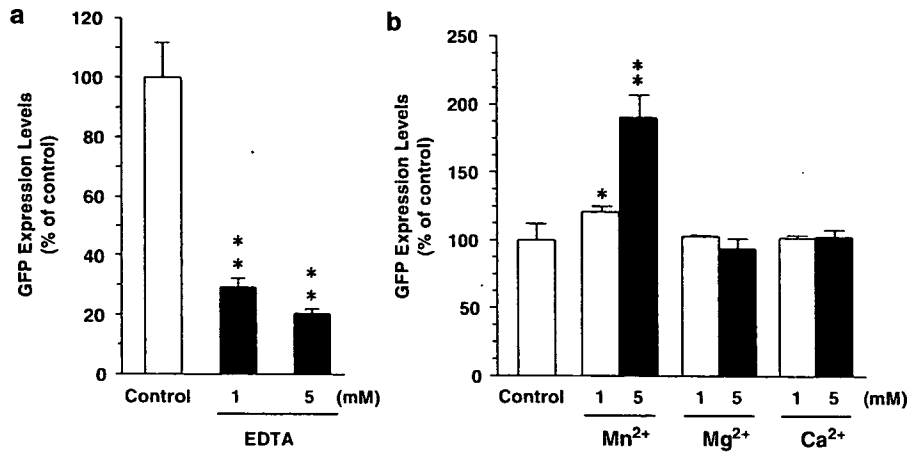 a
GFP Expression Levels
(% of control)
120
100
80
60
40
20
0
*
*
*
*
Control
1
5
(mM)
EDTA
b
GFP Expression Levels
(% of control)
250
200
150
100
50
0
*
*
*
Control
1
5
1
5
1
5
(mM)
Mn²⁺
Mg²⁺
Ca²⁺